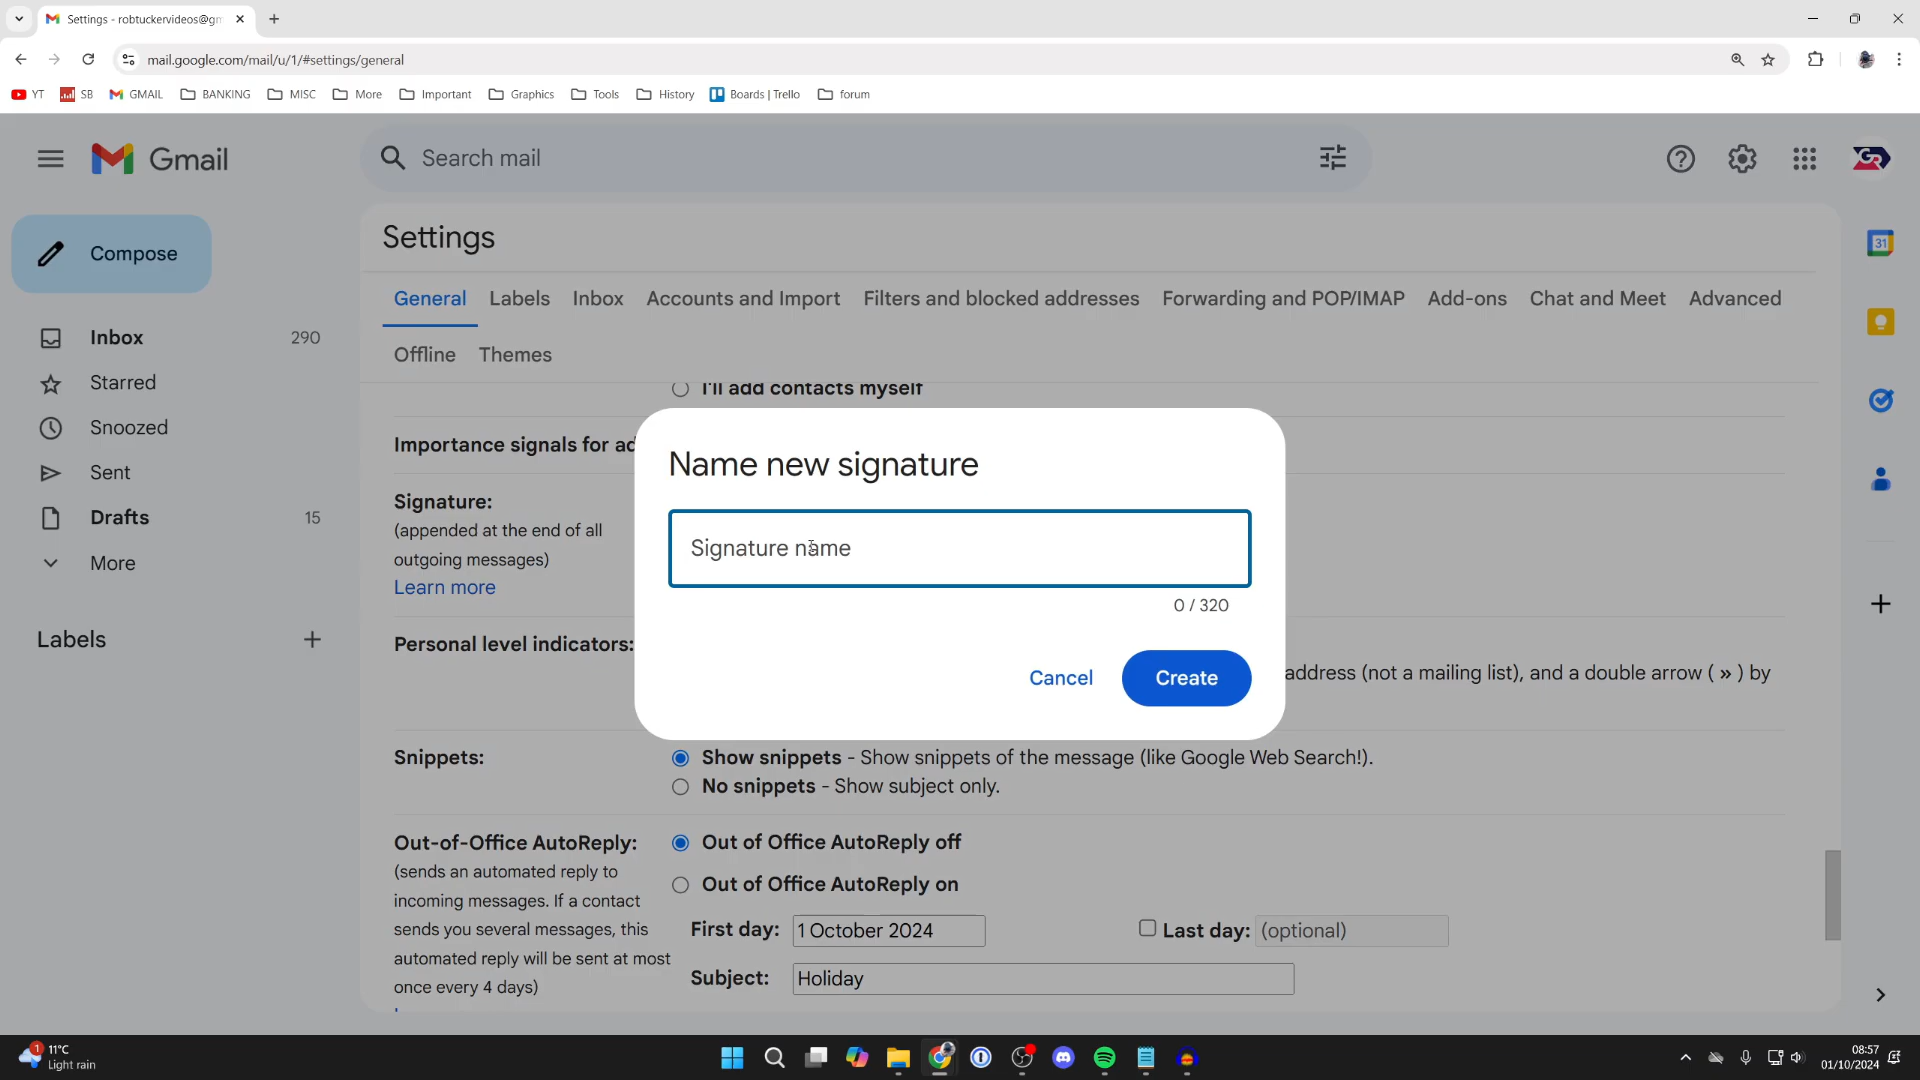 Settings - robtuckervideos@gm
mail.google.com/mail/u/1/#settings/general
YT
SB
GMAIL
BANKING
MISC
More
Important
Graphics
Tools
History
Boards | Trello
forum
Gmail
Search mail
Compose
Inbox 290
Starred
Snoozed
Sent
Drafts 15
More
Labels
Settings
General Labels Inbox Accounts and Import Filters and blocked addresses Forwarding and POP/IMAP Add-ons Chat and Meet Advanced
Offline Themes
I'll add contacts myself
Importance signals for ad
Signature:
(appended at the end of all
outgoing messages)
Learn more
Personal level indicators:
address (not a mailing list), and a double arrow ( » ) by
Name new signature
Signature name
0 / 320
Cancel
Create
Snippets:
Show snippets - Show snippets of the message (like Google Web Search!).
No snippets - Show subject only.
Out-of-Office AutoReply:
(sends an automated reply to
incoming messages. If a contact
sends you several messages, this
automated reply will be sent at most
once every 4 days)
Out of Office AutoReply off
Out of Office AutoReply on
First day: 1 October 2024
Last day: (optional)
Subject: Holiday
31
1
11°C
Light rain
08:57
01/10/2024